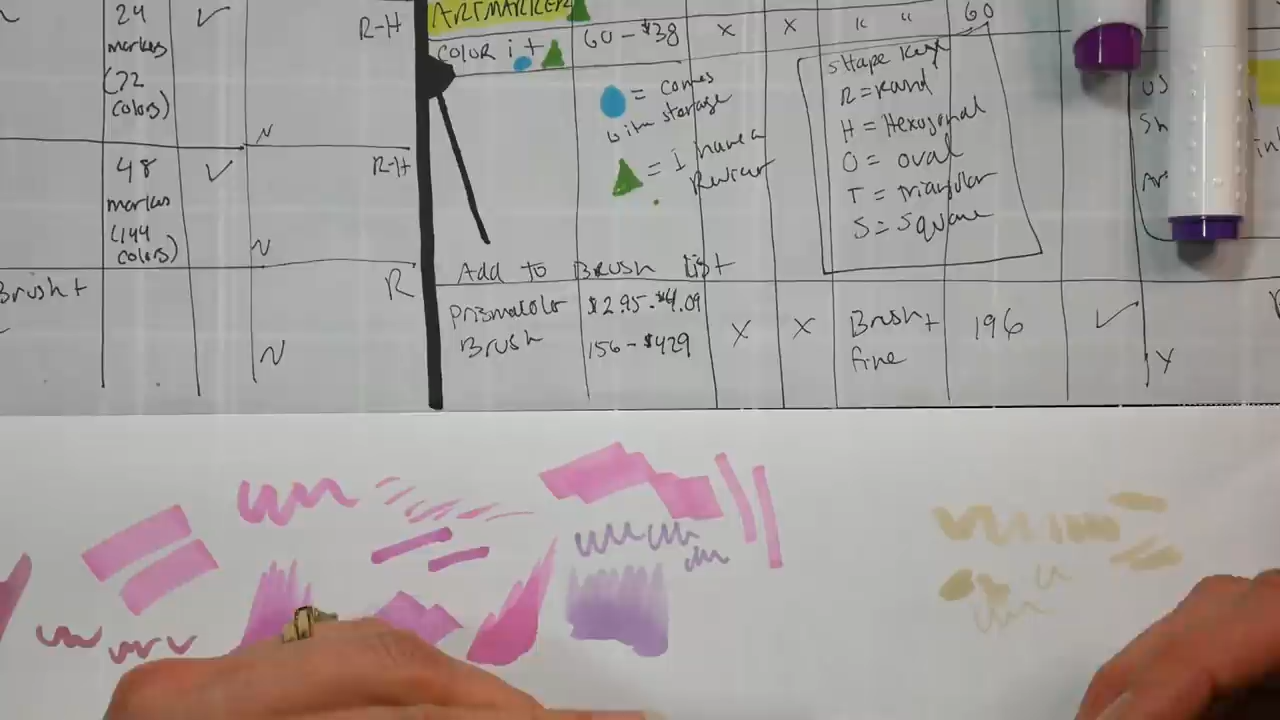 24
markers
(72
colors)
✓
R-H
N
48
markers
(144
colors)
✓
R-H
N
Brush +
R
N
ARTMARKER
COLOR it
60 - $38
X
X
" "
60
= comes
with storage
= I have a
Review
Shape Key
R = Round
H = Hexogonal
O = oval
T = Triangular
S = Square
Add to Brush list
Prismacolor
Brush
$2.95-$4.09
156 - $429
X
X
Brush +
fine
196
✓
Y